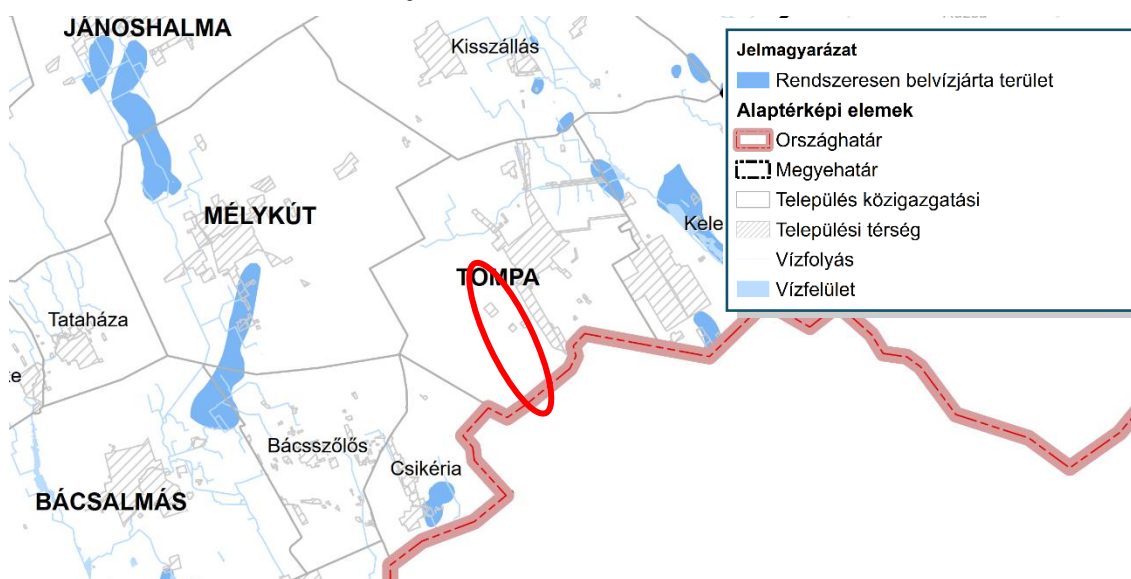 JÁNOSHALMA
Kisszállás
MÉLYKÚT
Kele
TOMPA
Tataháza
e
Bácsszőlős
Csikéria
BÁCSALMÁS
Jelmagyarázat
Rendszeresen belvízjárta terület
Alaptérképi elemek
Országhatár
Megyehatár
Település közigazgatási
Települési térség
Vízfolyás
Vízfelület